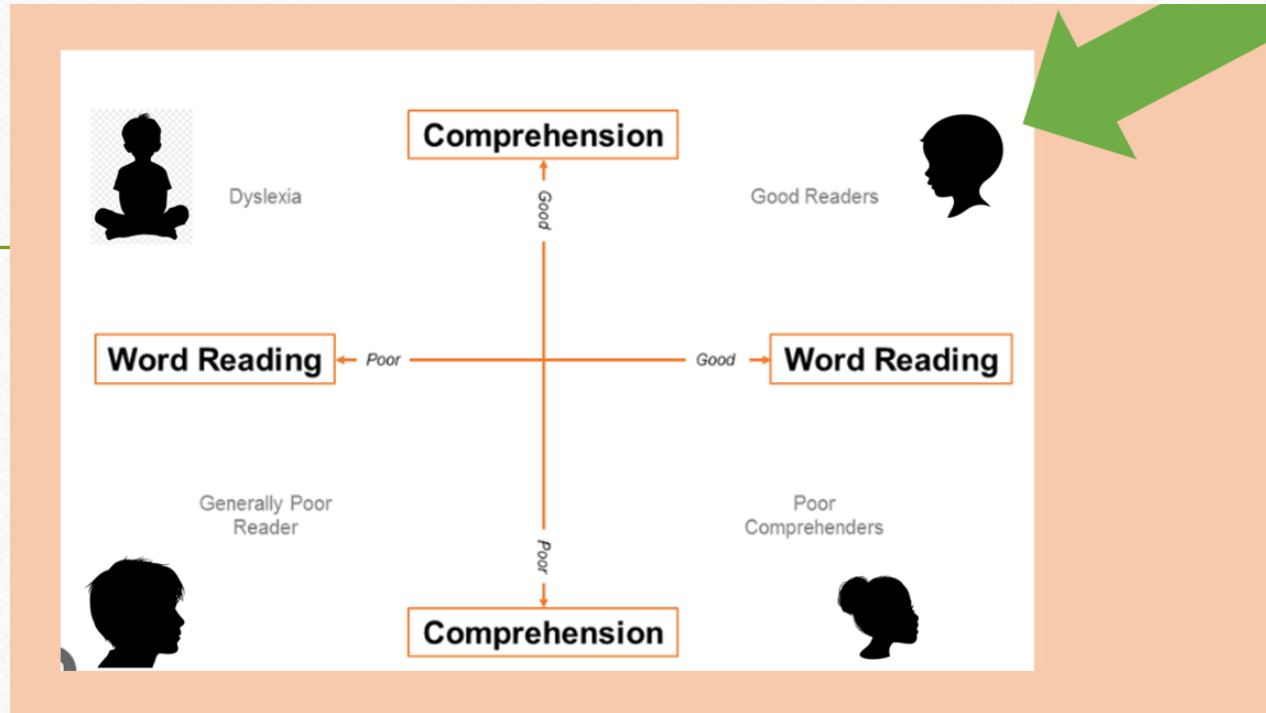 Comprehension
Good
Dyslexia
Good Readers
Word Reading
Poor
Good
Word Reading
Generally Poor
Reader
Poor
Comprehenders
Poor
Comprehension